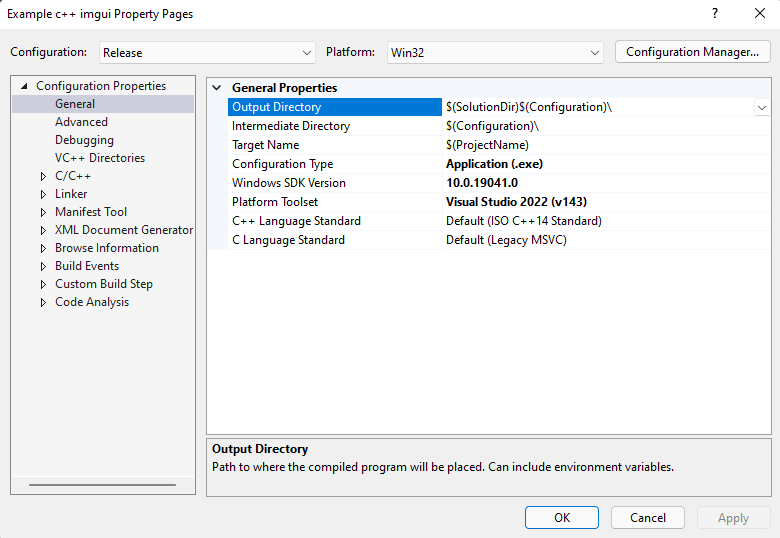 Example c++ imgui Property Pages
Configuration: Release Platform: Win32 Configuration Manager...
Configuration Properties
General
Advanced
Debugging
VC++ Directories
C/C++
Linker
Manifest Tool
XML Document Generator
Browse Information
Build Events
Custom Build Step
Code Analysis
General Properties
Output Directory $(SolutionDir)$(Configuration)\
Intermediate Directory $(Configuration)\
Target Name $(ProjectName)
Configuration Type Application (.exe)
Windows SDK Version 10.0.19041.0
Platform Toolset Visual Studio 2022 (v143)
C++ Language Standard Default (ISO C++14 Standard)
C Language Standard Default (Legacy MSVC)
Output Directory
Path to where the compiled program will be placed. Can include environment variables.
OK Cancel Apply